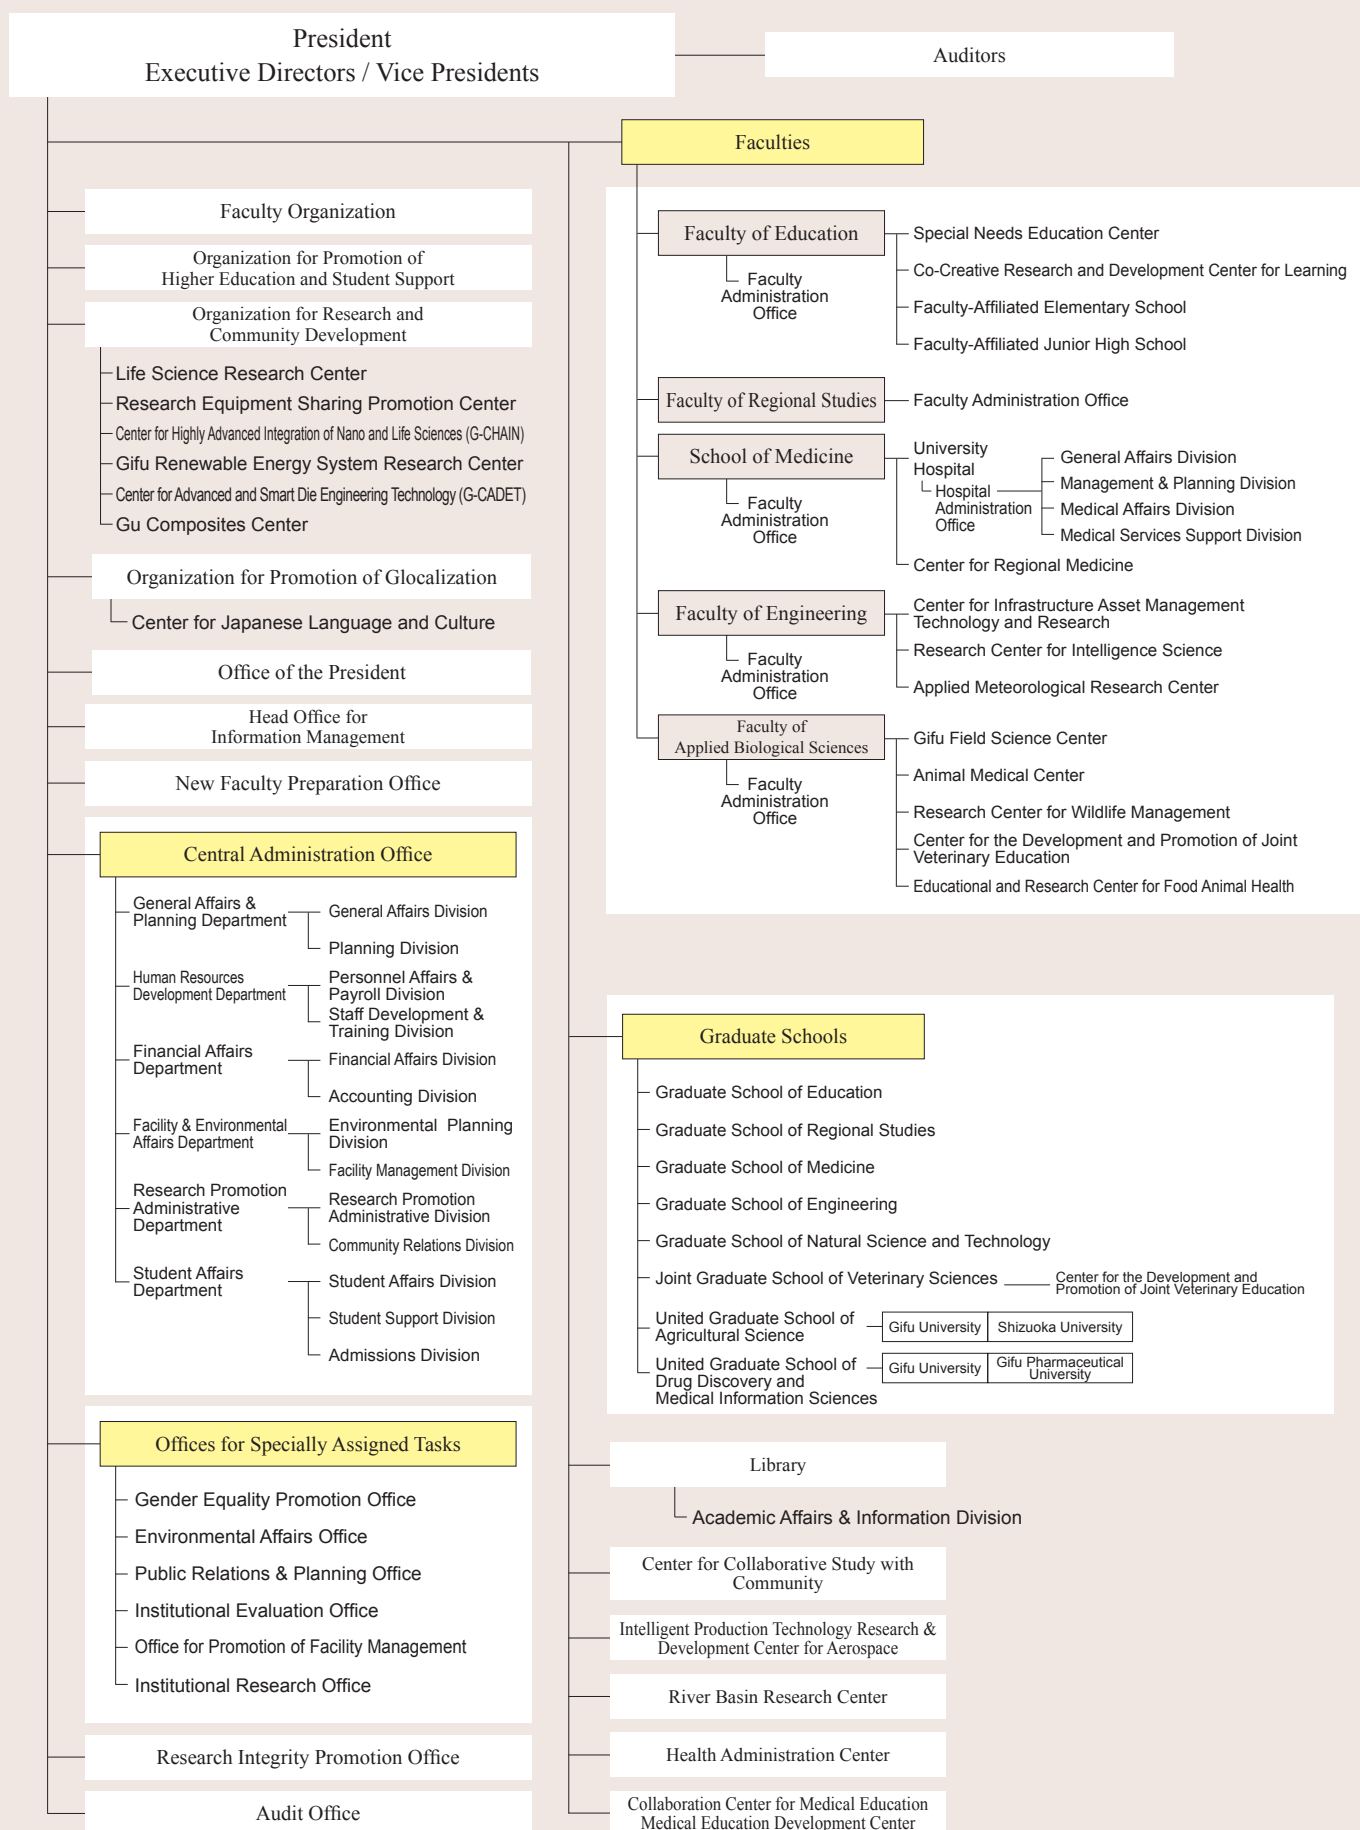 President
Executive Directors / Vice Presidents
Auditors
Faculty Organization
Organization for Promotion of
Higher Education and Student Support
Organization for Research and
Community Development
Life Science Research Center
Research Equipment Sharing Promotion Center
Center for Highly Advanced Integration of Nano and Life Sciences (G-CHAIN)
Gifu Renewable Energy System Research Center
Center for Advanced and Smart Die Engineering Technology (G-CADET)
Gu Composites Center
Organization for Promotion of Glocalization
Center for Japanese Language and Culture
Office of the President
Head Office for
Information Management
New Faculty Preparation Office
Central Administration Office
General Affairs &
Planning Department
General Affairs Division
Planning Division
Human Resources
Development Department
Personnel Affairs &
Payroll Division
Staff Development &
Training Division
Financial Affairs
Department
Financial Affairs Division
Accounting Division
Facility & Environmental
Affairs Department
Environmental Planning
Division
Facility Management Division
Research Promotion
Administrative
Department
Research Promotion
Administrative Division
Community Relations Division
Student Affairs
Department
Student Affairs Division
Student Support Division
Admissions Division
Offices for Specially Assigned Tasks
Gender Equality Promotion Office
Environmental Affairs Office
Public Relations & Planning Office
Institutional Evaluation Office
Office for Promotion of Facility Management
Institutional Research Office
Research Integrity Promotion Office
Audit Office
Faculties
Faculty of Education
Faculty
Administration
Office
Special Needs Education Center
Co-Creative Research and Development Center for Learning
Faculty-Affiliated Elementary School
Faculty-Affiliated Junior High School
Faculty of Regional Studies
Faculty Administration Office
School of Medicine
Faculty
Administration
Office
University
Hospital
Hospital
Administration
Office
General Affairs Division
Management & Planning Division
Medical Affairs Division
Medical Services Support Division
Center for Regional Medicine
Faculty of Engineering
Faculty
Administration
Office
Center for Infrastructure Asset Management
Technology and Research
Research Center for Intelligence Science
Applied Meteorological Research Center
Faculty of
Applied Biological Sciences
Faculty
Administration
Office
Gifu Field Science Center
Animal Medical Center
Research Center for Wildlife Management
Center for the Development and Promotion of Joint
Veterinary Education
Educational and Research Center for Food Animal Health
Graduate Schools
Graduate School of Education
Graduate School of Regional Studies
Graduate School of Medicine
Graduate School of Engineering
Graduate School of Natural Science and Technology
Joint Graduate School of Veterinary Sciences
Center for the Development and
Promotion of Joint Veterinary Education
United Graduate School of
Agricultural Science
Gifu University
Shizuoka University
United Graduate School of
Drug Discovery and
Medical Information Sciences
Gifu University
Gifu Pharmaceutical
University
Library
Academic Affairs & Information Division
Center for Collaborative Study with
Community
Intelligent Production Technology Research &
Development Center for Aerospace
River Basin Research Center
Health Administration Center
Collaboration Center for Medical Education
Medical Education Development Center